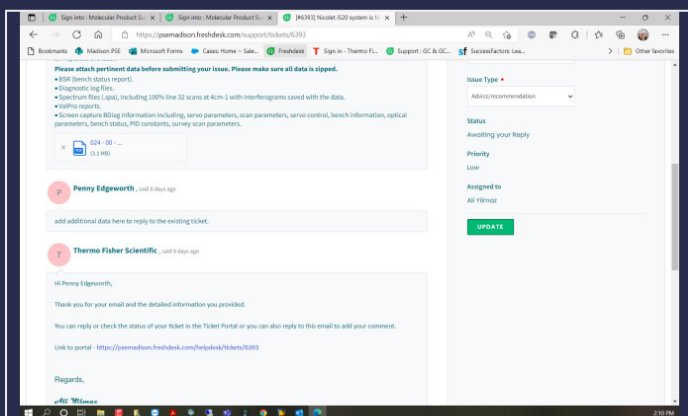 Sign into : Molecular Product Su
Sign into : Molecular Product Su
[#6393] Nicolet iS20 system is fa
https://psemadison.freshdesk.com/support/tickets/6393
Bookmarks
Madison PSE
Microsoft Forms
Cases: Home - Sale...
Freshdesk
Sign in - Thermo Fi...
Support : GC & GC...
SuccessFactors: Lea...
Other favorites
Please attach pertinent data before submitting your issue. Please make sure all data is zipped.
• BSR (bench status report).
• Diagnostic log files.
• Spectrum files (.spa), including 100% line 32 scans at 4cm-1 with interferograms saved with the data.
• ValPro reports.
• Screen capture BDiag information including, servo parameters, scan parameters, servo control, bench information, optical
parameters, bench status, PID constants, survey scan parameters.
024 - 00 - ...
(3.1 MB)
P
Penny Edgeworth , said 6 days ago
add additional data here to reply to the existing ticket.
T
Thermo Fisher Scientific , said 6 days ago
Hi Penny Edgeworth,
Thank you for your email and the detailed information you provided.
You can reply or check the status of your ticket in the Ticket Portal or you can also reply to this email to add your comment.
Link to portal - https://psemadison.freshdesk.com/helpdesk/tickets/6393
Regards,
Ali Yilmaz
Issue Type •
Advice/recommendation
Status
Awaiting your Reply
Priority
Low
Assigned to
Ali Yilmaz
UPDATE
2:10 PM